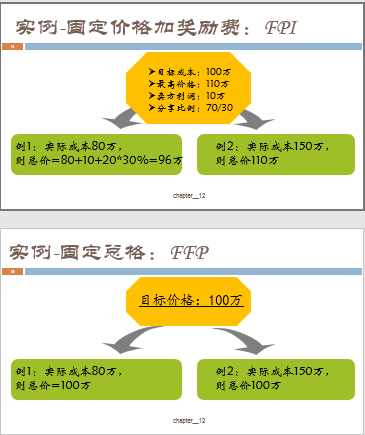 实例-固定价格加奖励费：FPI
➤目标成本：100万
➤最高价格：110万
➤卖方利润：10万
➤分享比例：70/30
例1：实际成本80万，
则总价=80+10+20*30%=96万
例2：实际成本150万，
则总价110万
chapter__12
实例-固定总格：FFP
目标价格：100万
例1：实际成本80万，
则总价=100万
例2：实际成本150万，
则总价100万
chapter__12